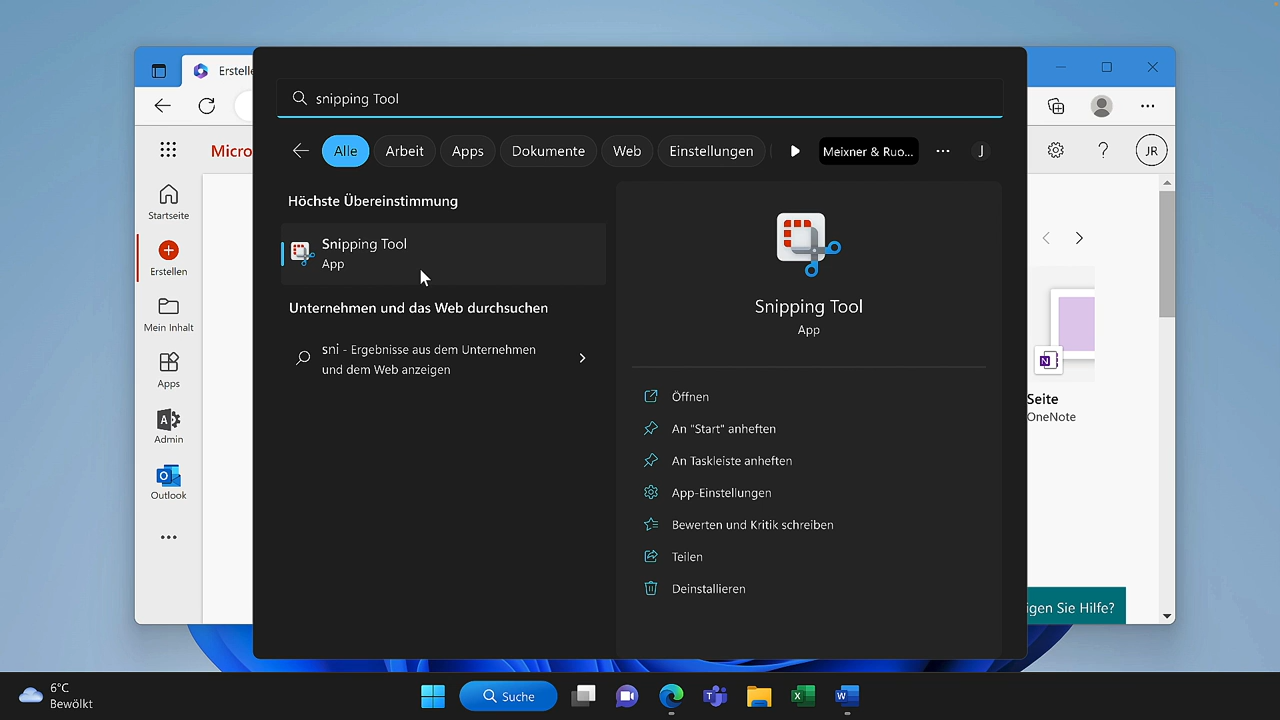 Erstelle
snipping Tool
Alle
Arbeit
Apps
Dokumente
Web
Einstellungen
Meixner & Ruo...
J
Micro
JR
Startseite
Erstellen
Mein Inhalt
Apps
Admin
Outlook
Höchste Übereinstimmung
Snipping Tool
App
Unternehmen und das Web durchsuchen
sni - Ergebnisse aus dem Unternehmen
und dem Web anzeigen
Snipping Tool
App
Öffnen
An "Start" anheften
An Taskleiste anheften
App-Einstellungen
Bewerten und Kritik schreiben
Teilen
Deinstallieren
N
Seite
OneNote
igen Sie Hilfe?
6°C
Bewölkt
Suche